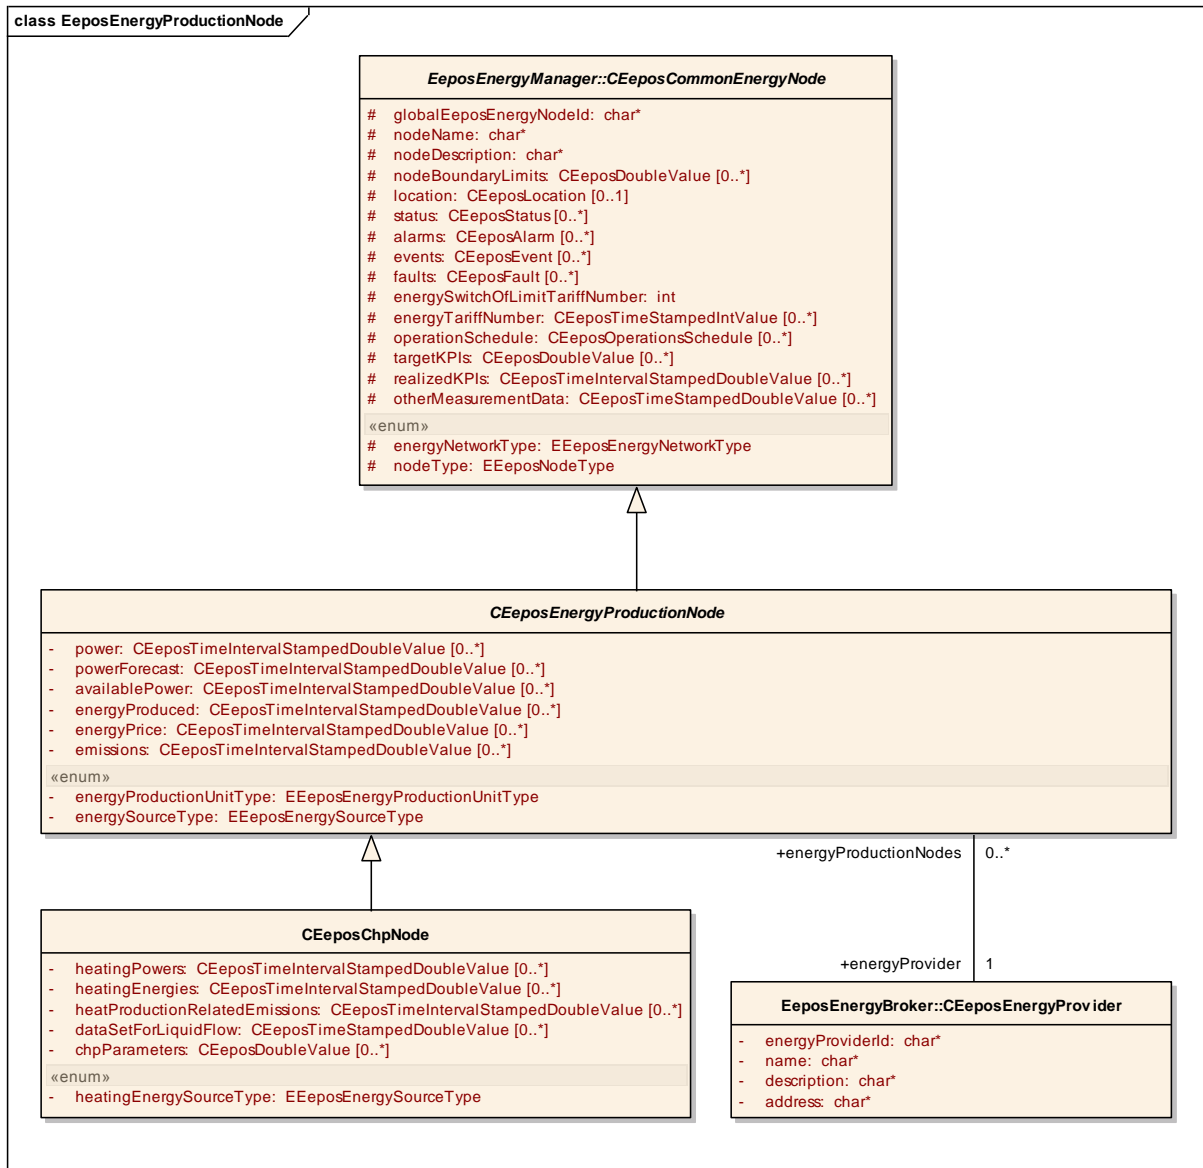 class EeposEnergyProductionNode
EeposEnergyManager::CEeposCommonEnergyNode
# globalEeposEnergyNodeId: char*
# nodeName: char*
# nodeDescription: char*
# nodeBoundaryLimits: CEeposDoubleValue [0..*]
# location: CEeposLocation [0..1]
# status: CEeposStatus [0..*]
# alarms: CEeposAlarm [0..*]
# events: CEeposEvent [0..*]
# faults: CEeposFault [0..*]
# energySwitchOfLimitTariffNumber: int
# energyTariffNumber: CEeposTimeStampedIntValue [0..*]
# operationSchedule: CEeposOperationsSchedule [0..*]
# targetKPIs: CEeposDoubleValue [0..*]
# realizedKPIs: CEeposTimeIntervalStampedDoubleValue [0..*]
# otherMeasurementData: CEeposTimeStampedDoubleValue [0..*]
«enum»
# energyNetworkType: EEeposEnergyNetworkType
# nodeType: EEeposNodeType
CEeposEnergyProductionNode
- power: CEeposTimeIntervalStampedDoubleValue [0..*]
- powerForecast: CEeposTimeIntervalStampedDoubleValue [0..*]
- availablePower: CEeposTimeIntervalStampedDoubleValue [0..*]
- energyProduced: CEeposTimeIntervalStampedDoubleValue [0..*]
- energyPrice: CEeposTimeIntervalStampedDoubleValue [0..*]
- emissions: CEeposTimeIntervalStampedDoubleValue [0..*]
«enum»
- energyProductionUnitType: EEeposEnergyProductionUnitType
- energySourceType: EEeposEnergySourceType
+energyProductionNodes 0..*
+energyProvider 1
CEeposChpNode
- heatingPowers: CEeposTimeIntervalStampedDoubleValue [0..*]
- heatingEnergies: CEeposTimeIntervalStampedDoubleValue [0..*]
- heatProductionRelatedEmissions: CEeposTimeIntervalStampedDoubleValue [0..*]
- dataSetForLiquidFlow: CEeposTimeStampedDoubleValue [0..*]
- chpParameters: CEeposDoubleValue [0..*]
«enum»
- heatingEnergySourceType: EEeposEnergySourceType
EeposEnergyBroker::CEeposEnergyProvider
- energyProviderId: char*
- name: char*
- description: char*
- address: char*